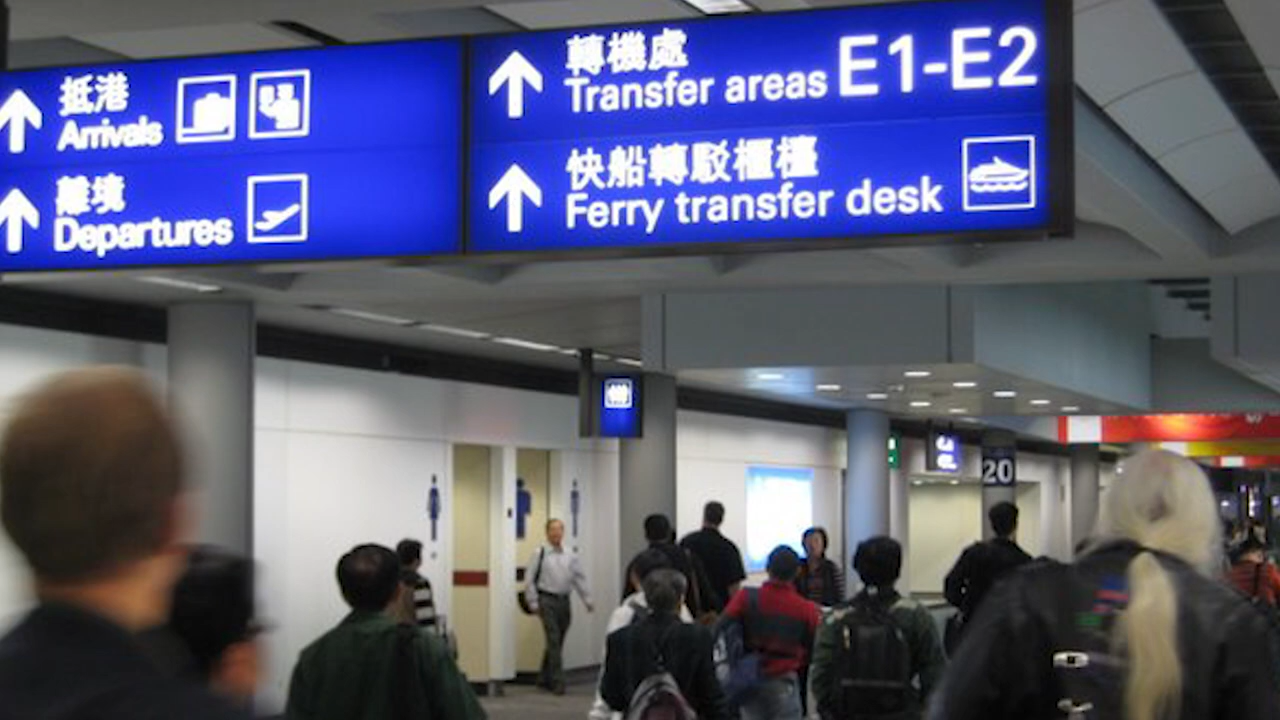 抵港
Arrivals
離境
Departures
轉機處
Transfer areas E1-E2
快船轉駁櫃檯
Ferry transfer desk
20